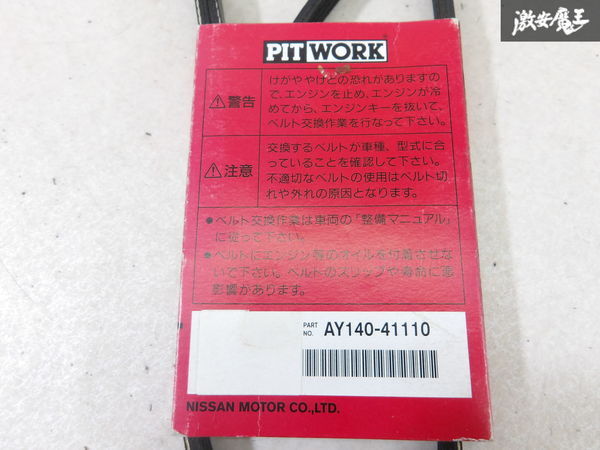 激安魔王
PITWORK
⚠警告
けがややけどの恐れがありますの
で、エンジンを止め、エンジンが冷
めてから、エンジンキーを抜いて、
ベルト交換作業を行なって下さい。
⚠注意
交換するベルトが車種、型式に合
っていることを確認して下さい。
不適切なベルトの使用はベルト切
れや外れの原因となります。
●ベルト交換作業は車両の「整備マニュアル」
に従って下さい。
●ベルトにエンジン等のオイルを付着させな
いで下さい。ベルトのスリップや寿命に悪
影響があります。
PART
NO.
AY140-41110
NISSAN MOTOR CO.,LTD.